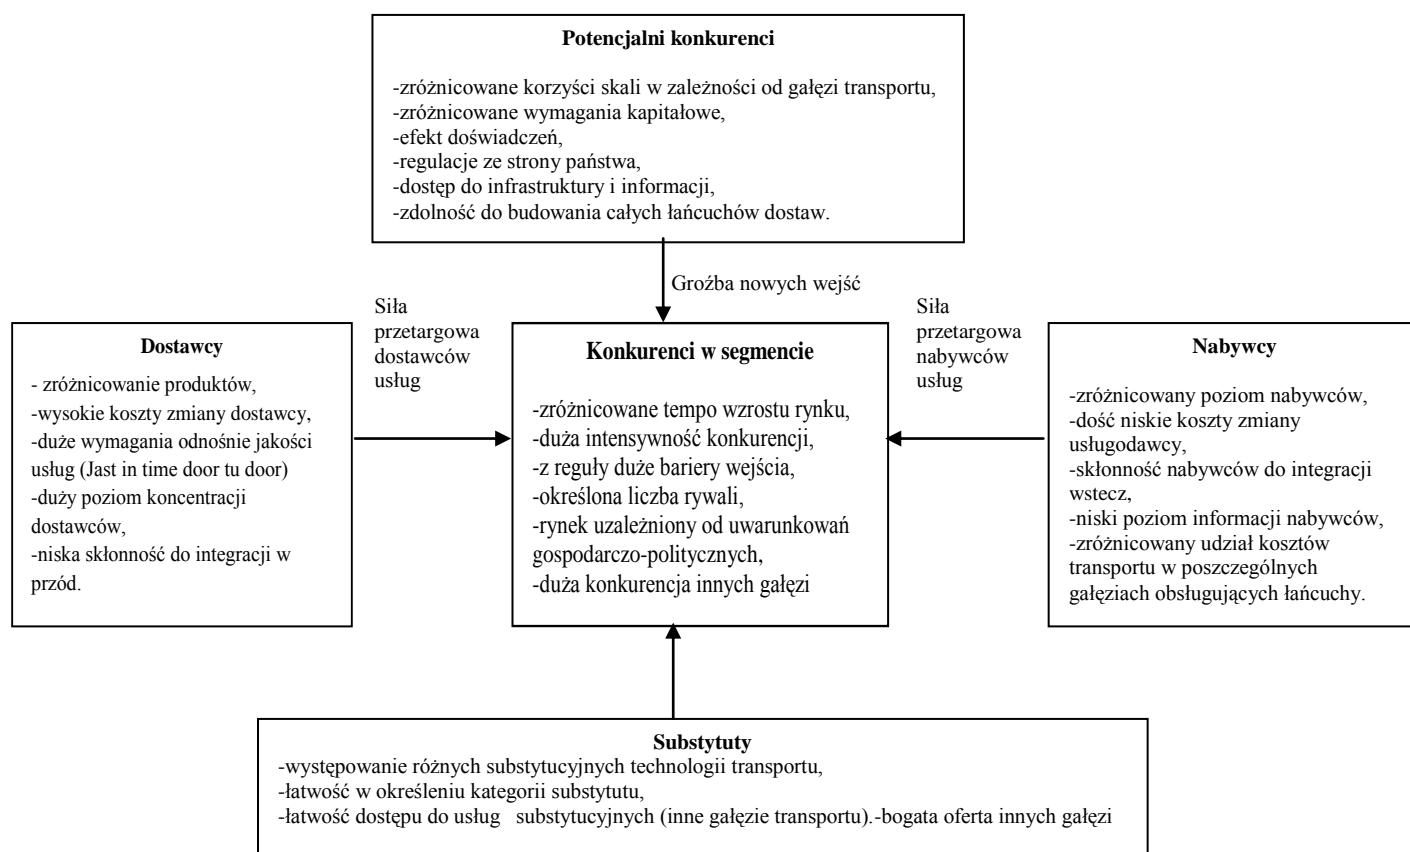 Potencjalni konkurenci
-zróżnicowane korzyści skali w zależności od gałęzi transportu,
-zróżnicowane wymagania kapitałowe,
-efekt doświadczeń,
-regulacje ze strony państwa,
-dostęp do infrastruktury i informacji,
-zdolność do budowania całych łańcuchów dostaw.
Groźba nowych wejść
Siła
przetargowa
dostawców
usług
Siła
przetargowa
nabywców
usług
Dostawcy
- zróżnicowanie produktów,
-wysokie koszty zmiany dostawcy,
-duże wymagania odnośnie jakości
usług (Jast in time door tu door)
-duży poziom koncentracji
dostawców,
-niska skłonność do integracji w
przód.
Konkurenci w segmencie
-zróżnicowane tempo wzrostu rynku,
-duża intensywność konkurencji,
-z reguły duże bariery wejścia,
-określona liczba rywali,
-rynek uzależniony od uwarunkowań
gospodarczo-politycznych,
-duża konkurencja innych gałęzi
Nabywcy
-zróżnicowany poziom nabywców,
-dość niskie koszty zmiany
usługodawcy,
-skłonność nabywców do integracji
wstecz,
-niski poziom informacji nabywców,
-zróżnicowany udział kosztów
transportu w poszczególnych
gałęziach obsługujących łańcuchy.
Substytuty
-występowanie różnych substytucyjnych technologii transportu,
-łatwość w określeniu kategorii substytutu,
-łatwość dostępu do usług substytucyjnych (inne gałęzie transportu).-bogata oferta innych gałęzi